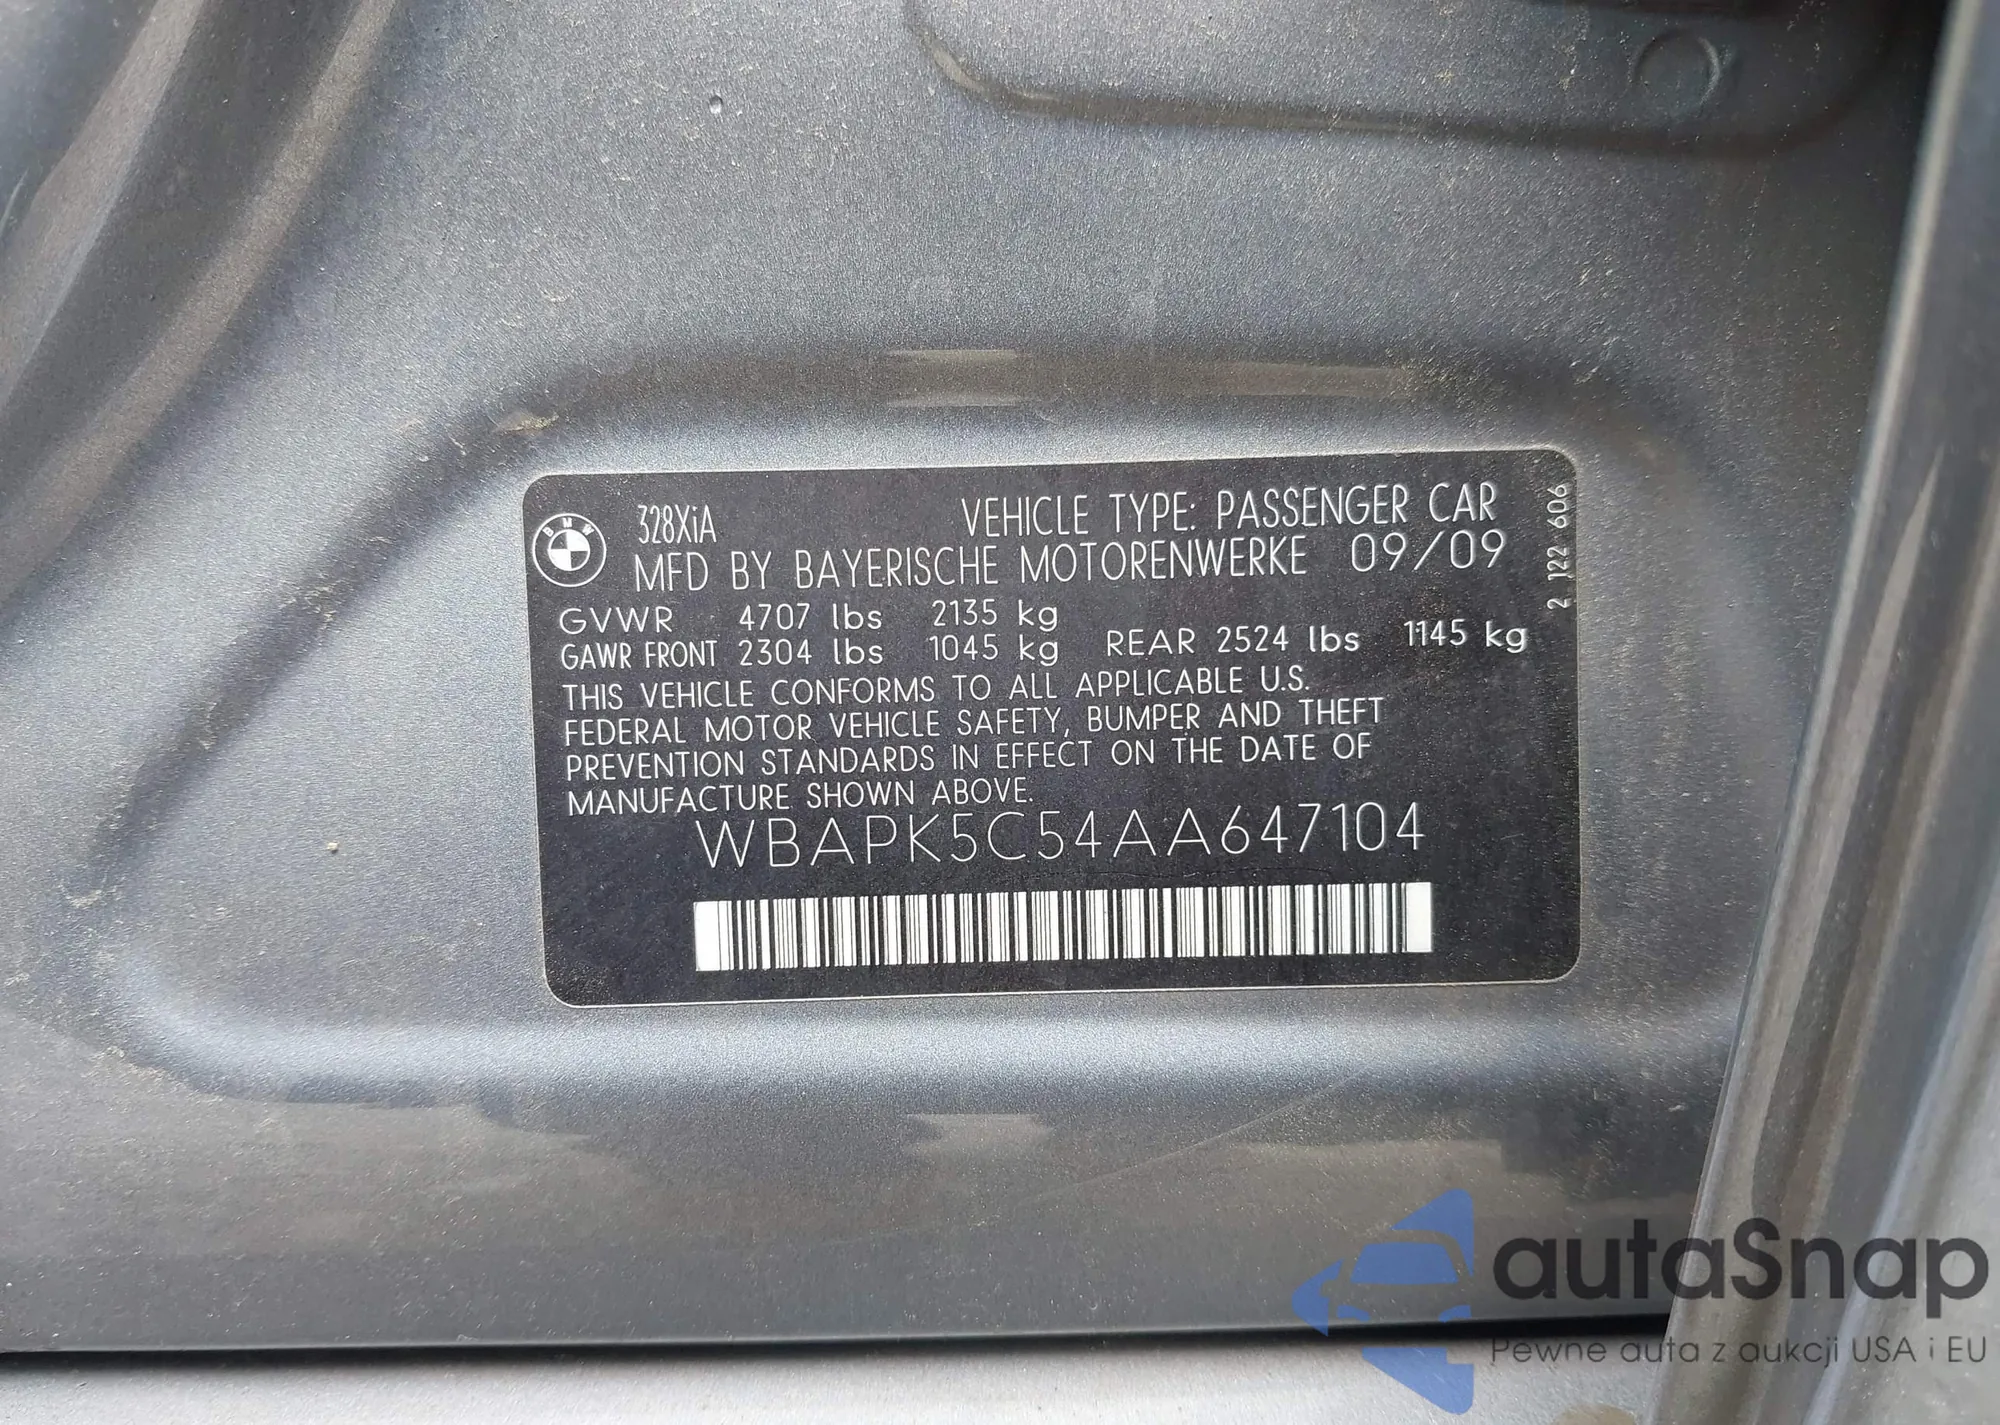 BMW
328XiA VEHICLE TYPE: PASSENGER CAR
MFD BY BAYERISCHE MOTORENWERKE 09/09
GVWR 4707 lbs 2135 kg
GAWR FRONT 2304 lbs 1045 kg REAR 2524 lbs 1145 kg
THIS VEHICLE CONFORMS TO ALL APPLICABLE U.S.
FEDERAL MOTOR VEHICLE SAFETY, BUMPER AND THEFT
PREVENTION STANDARDS IN EFFECT ON THE DATE OF
MANUFACTURE SHOWN ABOVE.
WBAPK5C54AA647104
2 122 606
autaSnap
Pewne auta z aukcji USA i EU